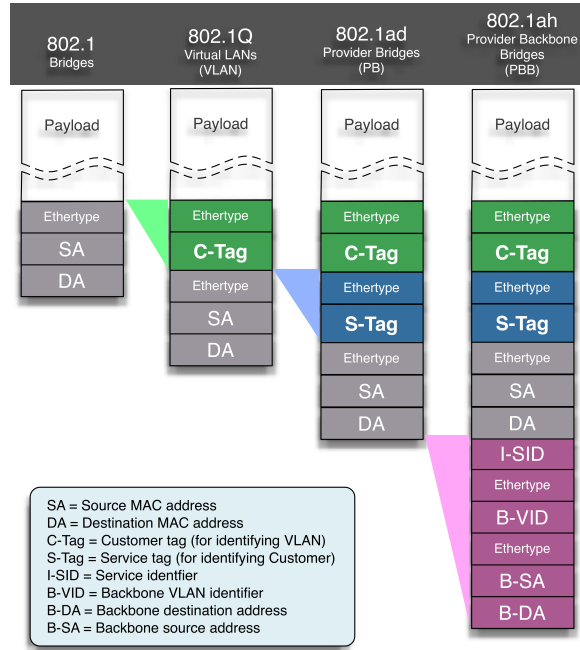 802.1
Bridges
802.1Q
Virtual LANs
(VLAN)
802.1ad
Provider Bridges
(PB)
802.1ah
Provider Backbone
Bridges
(PBB)
Payload
Ethertype
SA
DA
Payload
Ethertype
C-Tag
Ethertype
SA
DA
Payload
Ethertype
C-Tag
Ethertype
S-Tag
Ethertype
SA
DA
Payload
Ethertype
C-Tag
Ethertype
S-Tag
Ethertype
SA
DA
I-SID
Ethertype
B-VID
Ethertype
B-SA
B-DA
SA = Source MAC address
DA = Destination MAC address
C-Tag = Customer tag (for identifying VLAN)
S-Tag = Service tag (for identifying Customer)
I-SID = Service identfier
B-VID = Backbone VLAN identifier
B-DA = Backbone destination address
B-SA = Backbone source address